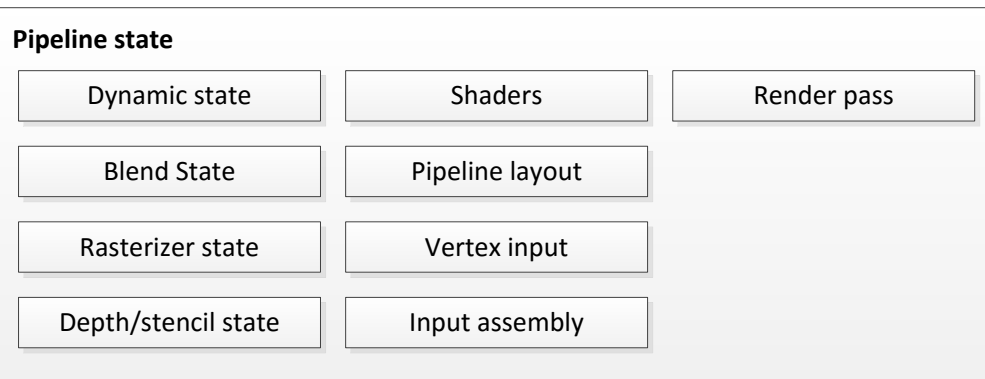 Pipeline state
Dynamic state
Shaders
Render pass
Blend State
Pipeline layout
Rasterizer state
Vertex input
Depth/stencil state
Input assembly